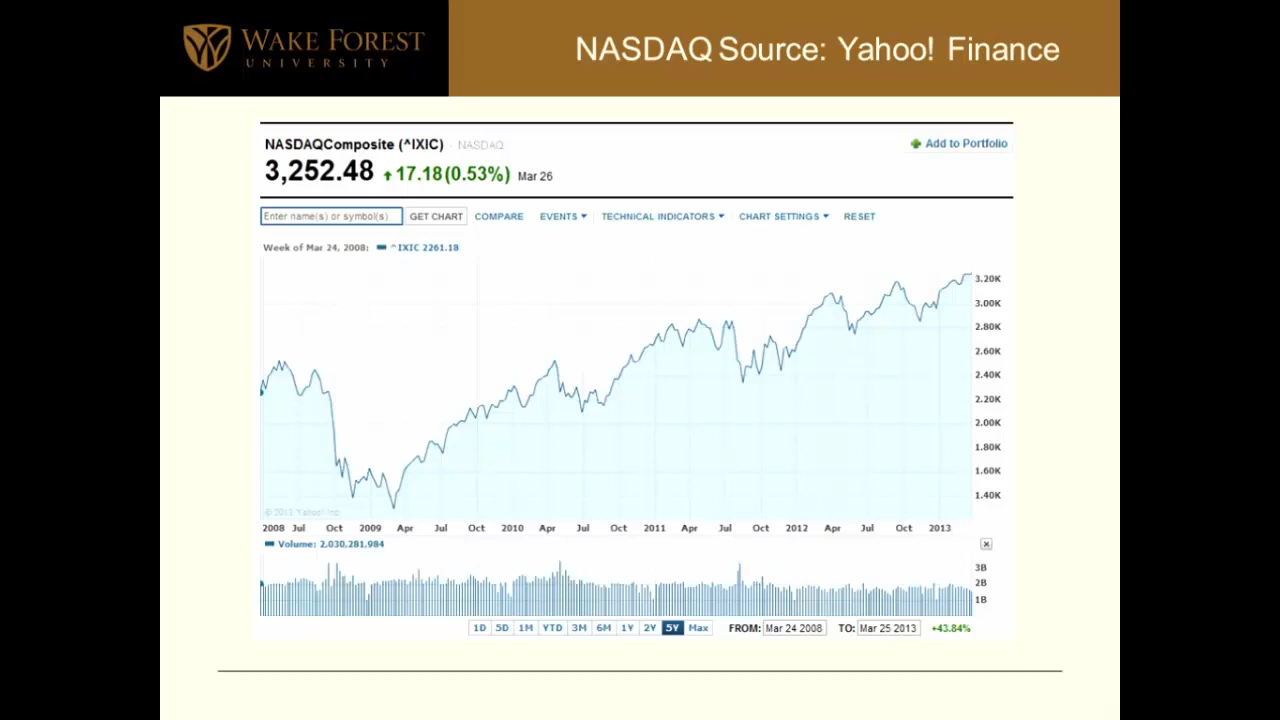 WAKE FOREST
UNIVERSITY
NASDAQ Source: Yahoo! Finance
NASDAQComposite (^IXIC) - NASDAQ
Add to Portfolio
3,252.48 17.18(0.53%) Mar 26
Enter name(s) or symbol(s) GET CHART COMPARE EVENTS TECHNICAL INDICATORS CHART SETTINGS RESET
Week of Mar 24, 2008: ^IXIC 2261.18
3.20K
3.00K
2.80K
2.60K
2.40K
2.20K
2.00K
1.80K
1.60K
1.40K
© 2013 Yahoo! Inc.
2008 Jul Oct 2009 Apr Jul Oct 2010 Apr Jul Oct 2011 Apr Jul Oct 2012 Apr Jul Oct 2013
Volume: 2,030,281,984
3B
2B
1B
1D 5D 1M YTD 3M 6M 1Y 2Y 5Y Max FROM: Mar 24 2008 TO: Mar 25 2013 +43.84%